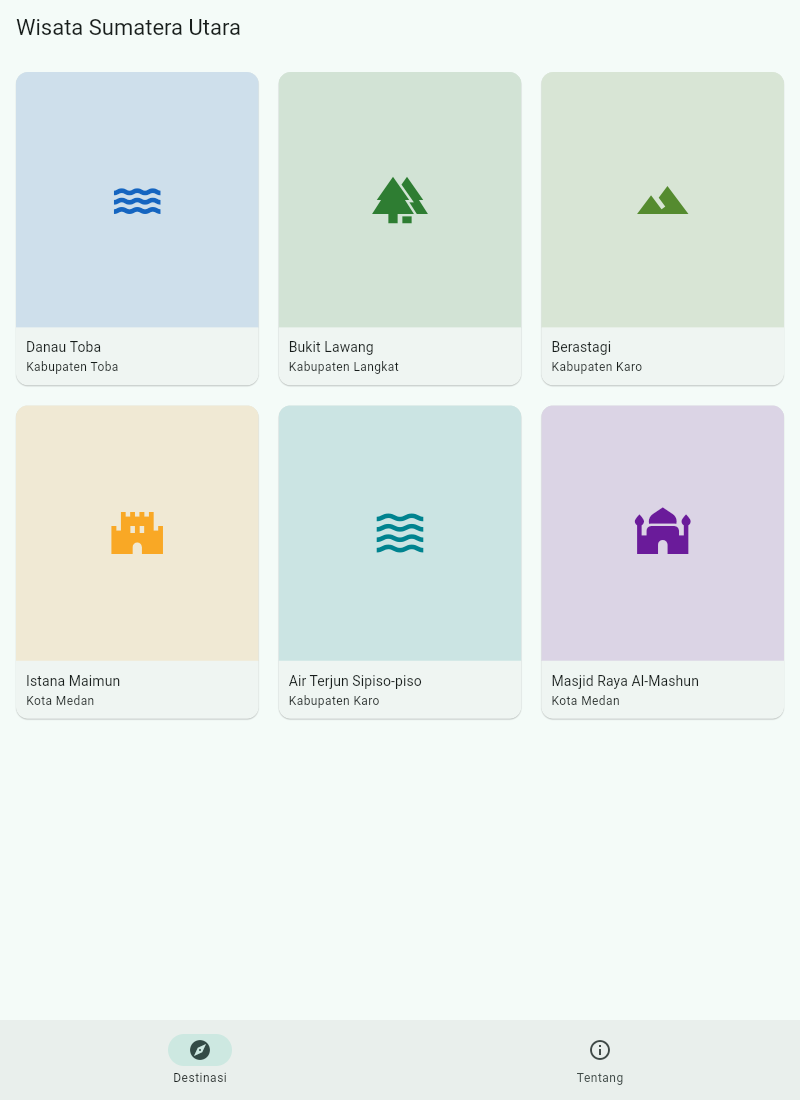 Wisata Sumatera Utara
Danau Toba
Kabupaten Toba
Bukit Lawang
Kabupaten Langkat
Berastagi
Kabupaten Karo
Istana Maimun
Kota Medan
Air Terjun Sipiso-piso
Kabupaten Karo
Masjid Raya Al-Mashun
Kota Medan
Destinasi
Tentang